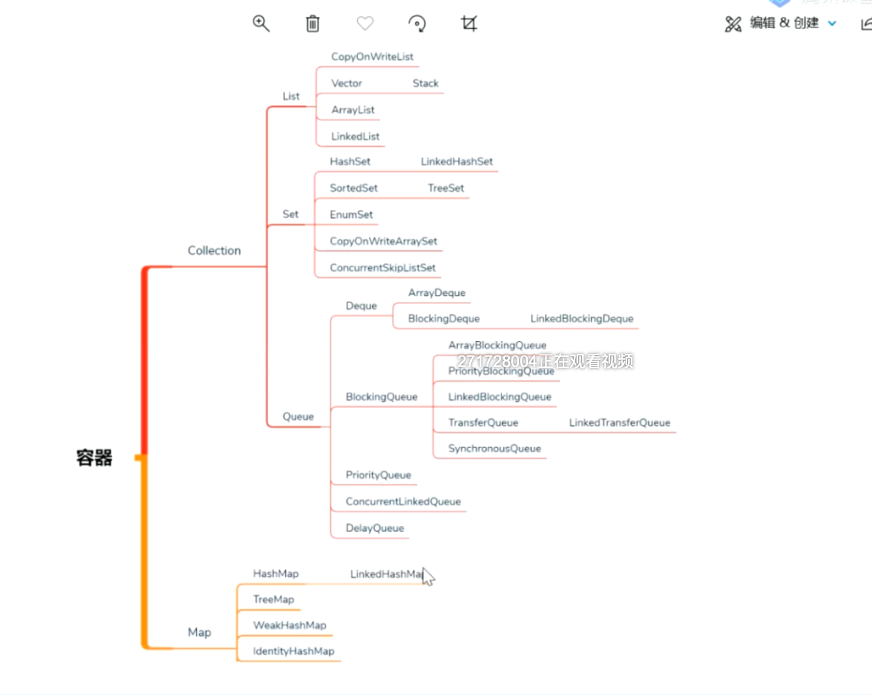 编辑 & 创建
CopyOnWriteList
Vector Stack
List
ArrayList
LinkedList
HashSet LinkedHashSet
SortedSet TreeSet
Set
EnumSet
CopyOnWriteArraySet
Collection
ConcurrentSkipListSet
ArrayDeque
Deque
BlockingDeque LinkedBlockingDeque
ArrayBlockingQueue
271728004正在观看视频
PriorityBlockingQueue
BlockingQueue
LinkedBlockingQueue
Queue
TransferQueue LinkedTransferQueue
SynchronousQueue
容器
PriorityQueue
ConcurrentLinkedQueue
DelayQueue
HashMap LinkedHashMap
TreeMap
WeakHashMap
Map
IdentityHashMap